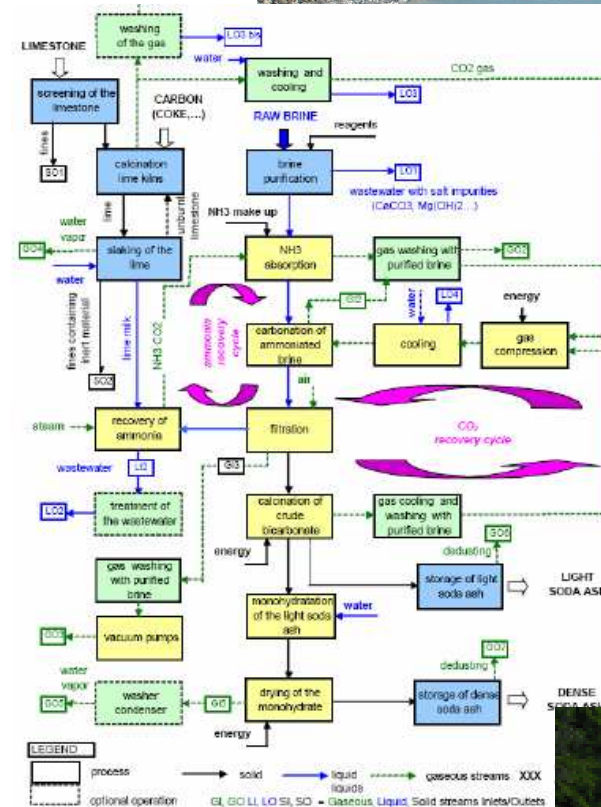 washing
of the gas
LO3 bis
LIMESTONE
water
CO2 gas
screening of the
limestone
CARBON
(COKE,...)
washing and
cooling
LO3
RAW BRINE
reagents
fines
SO1
calcination
lime kilns
brine
purification
LO1
wastewater with salt impurities
(CaCO3, Mg(OH)2...)
lime
unburnt
limestone
NH3 make up
water
vapor
GO4
slaking of the
lime
NH3
absorption
gas washing with
purified brine
water
fines containing
inert material
lime milk
NH3 CO2
ammonia
recovery
cycle
GI2
water
LO4
energy
carbonation of
ammoniated
brine
cooling
gas
compression
SO2
air
steam
recovery of
ammonia
filtration
CO2
recovery cycle
wastewater
LI
GI3
LO2
treatment of
the wastewater
calcination of
crude
bicarbonate
gas cooling and
washing with
purified brine
energy
dedusting
gas washing
with purified
brine
monohydratation
of the light soda
ash
water
storage of light
soda ash
LIGHT
SODA ASH
GO3
vacuum pumps
GO7
dedusting
water
vapor
GO5
washer
condenser
GI5
drying of the
monohydrate
storage of dense
soda ash
DENSE
SODA ASH
energy
LEGEND
process
solid
liquid
liquide
gaseous streams
XXX
optional operation
GI, GO LI, LO SI, SO = Gaseous, Liquid, Solid streams Inlets/Outlets